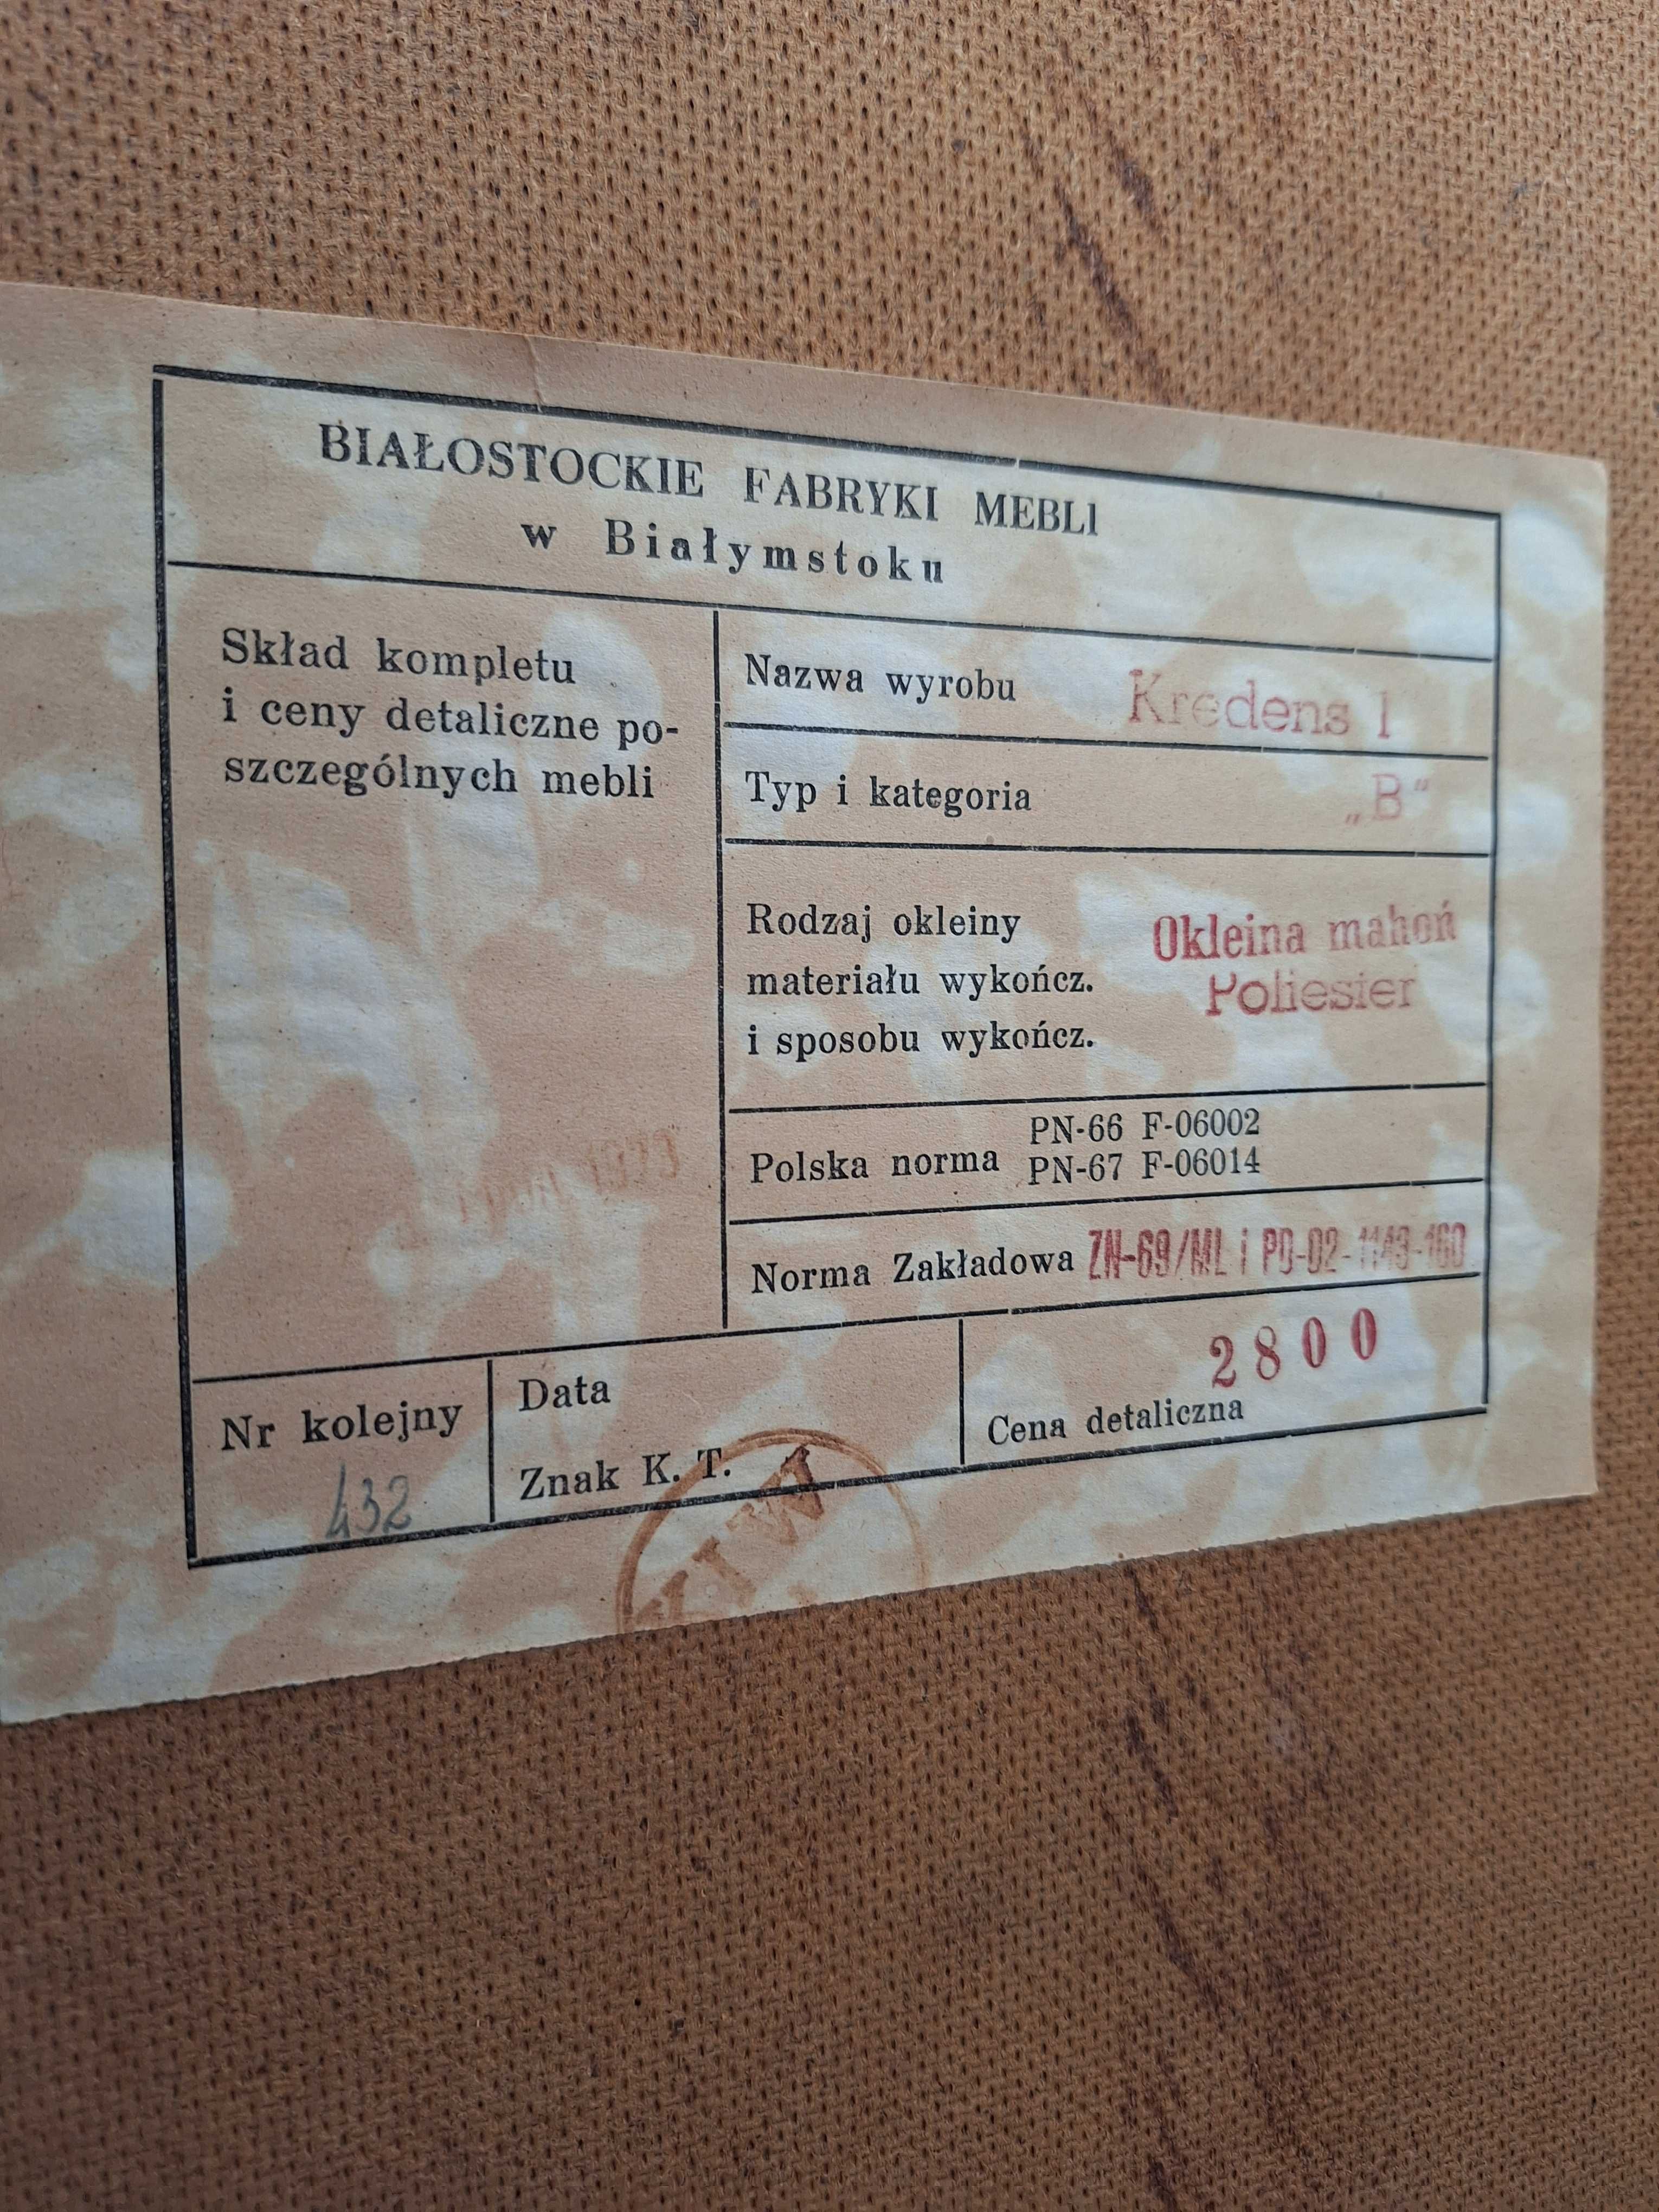 BIAŁOSTOCKIE FABRYKI MEBLI
w Białymstoku
Skład kompletu
i ceny detaliczne po-
szczególnych mebli
1973
Nazwa wyrobu Kredens 1
Typ i kategoria „B“
Rodzaj okleiny Okleina mahoń
materiału wykończ. Poliester
i sposobu wykończ.
Polska norma PN-66 F-06002
PN-67 F-06014
Norma Zakładowa ZN-69/ML i PD-02-1143-160
Nr kolejny
432
Data
Znak K. T.
2800
Cena detaliczna